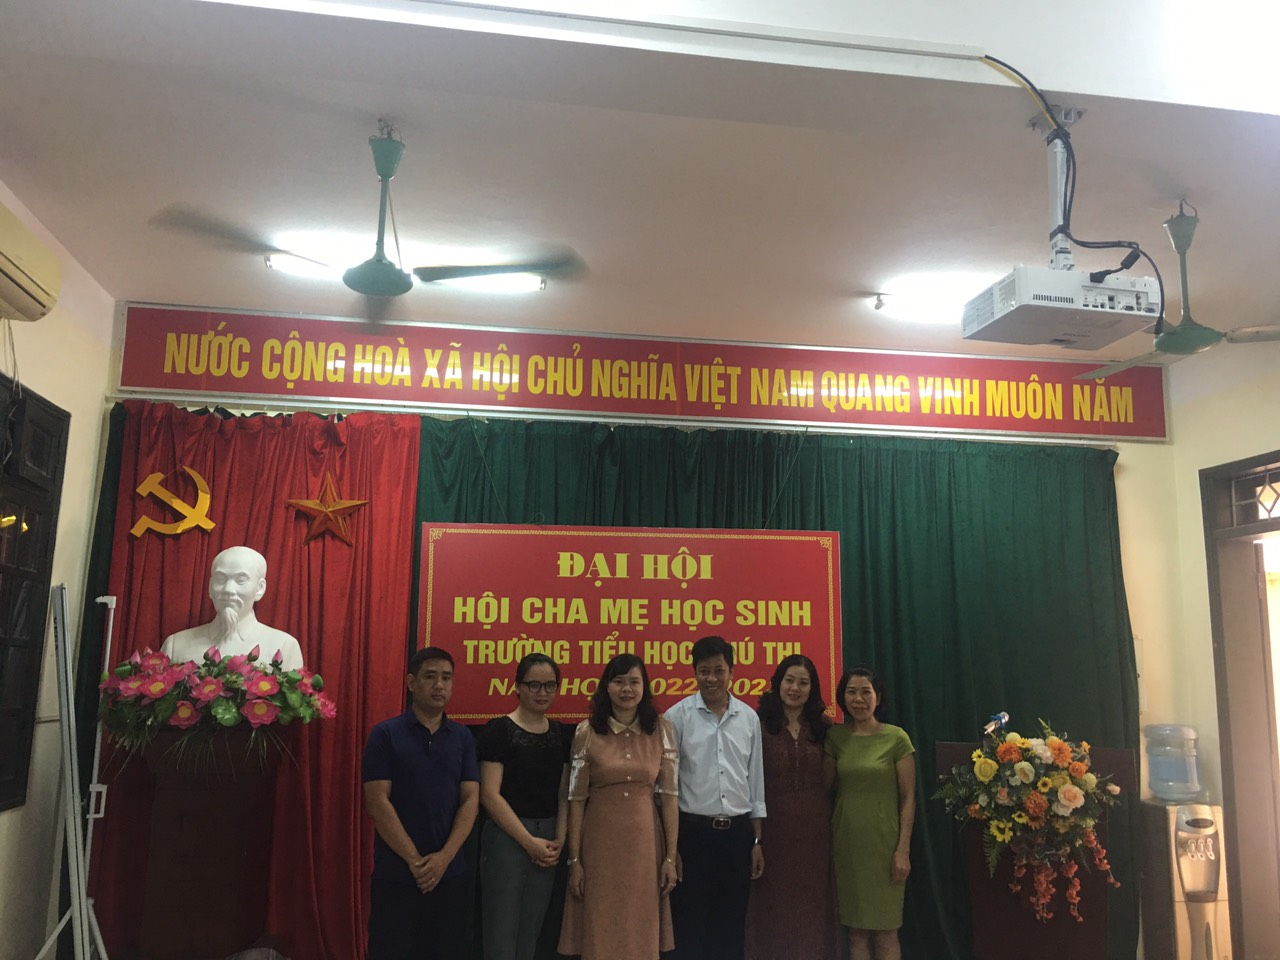 NƯỚC CỘNG HOÀ XÃ HỘI CHỦ NGHĨA VIỆT NAM QUANG VINH MUÔN NĂM
ĐẠI HỘI
HỘI CHA MẸ HỌC SINH
TRƯỜNG TIỂU HỌC THỊ